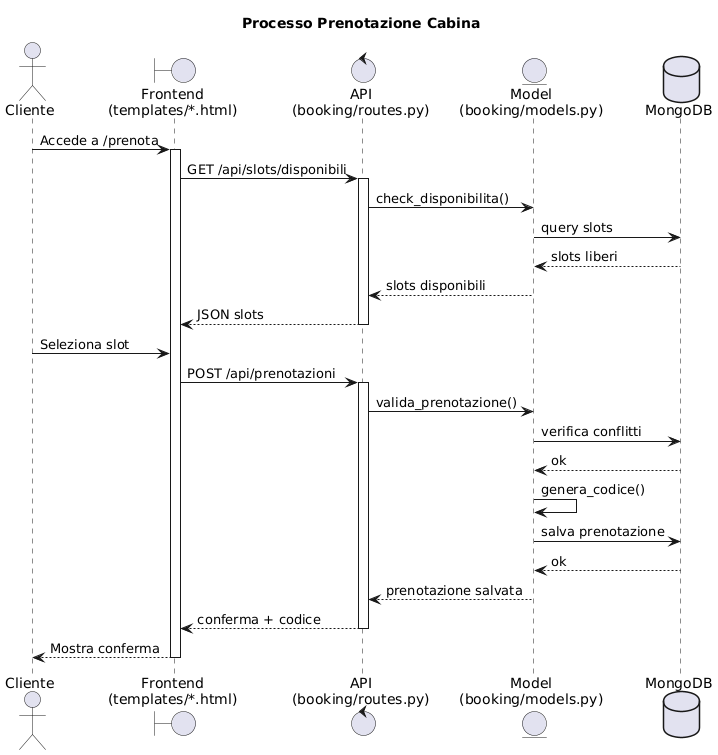 Processo Prenotazione Cabina
Cliente
Frontend
(templates/*.html)
API
(booking/routes.py)
Model
(booking/models.py)
MongoDB
Accede a /prenota
GET /api/slots/disponibili
check_disponibilita()
query slots
slots liberi
slots disponibili
JSON slots
Seleziona slot
POST /api/prenotazioni
valida_prenotazione()
verifica conflitti
ok
genera_codice()
salva prenotazione
ok
prenotazione salvata
conferma + codice
Mostra conferma
Cliente
Frontend
(templates/*.html)
API
(booking/routes.py)
Model
(booking/models.py)
MongoDB